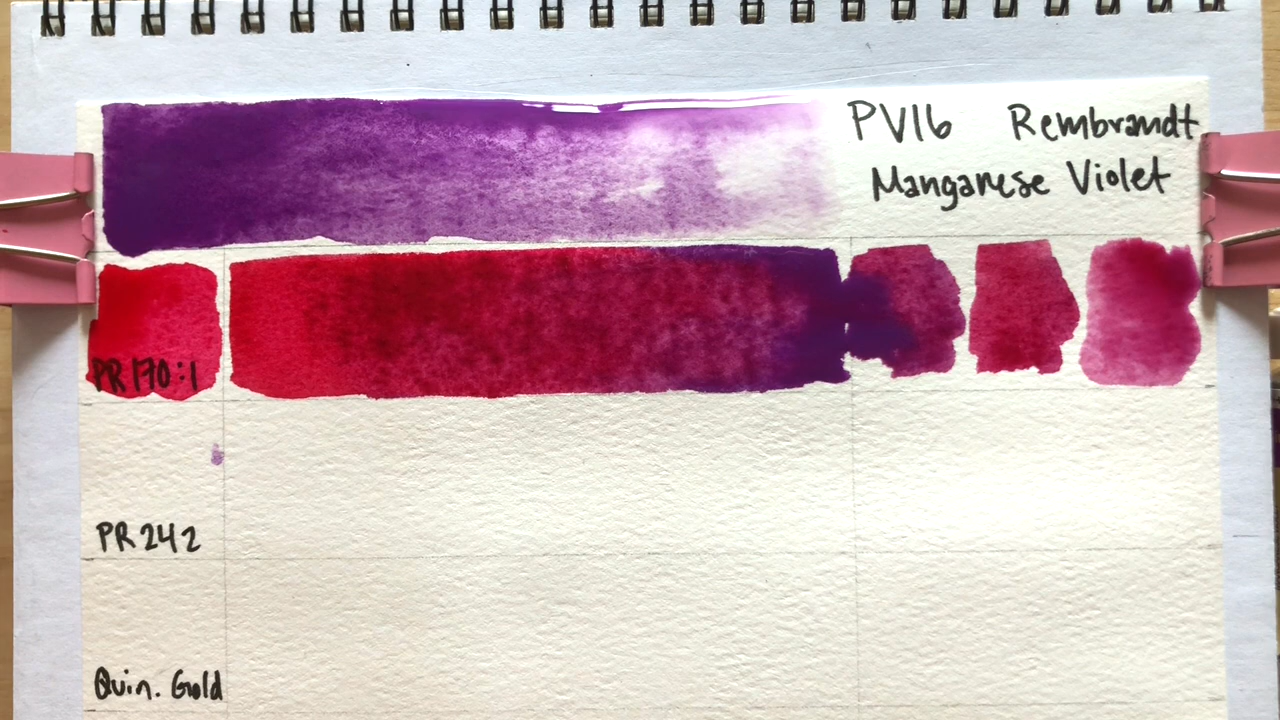 PV16 Rembrandt
Manganese Violet
PR170:1
PR242
Quin. Gold